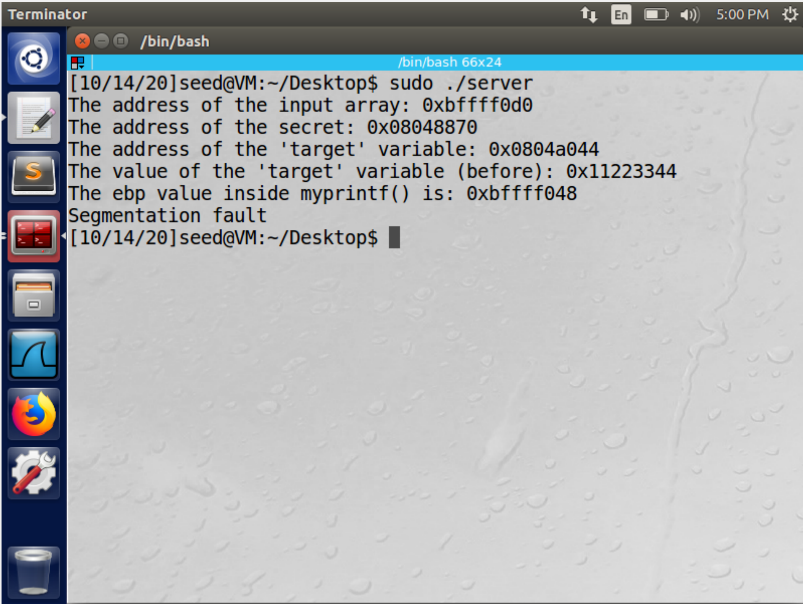 Terminator
En
5:00 PM
/bin/bash
/bin/bash 66x24
[10/14/20]seed@VM:~/Desktop$ sudo ./server
The address of the input array: 0xbffff0d0
The address of the secret: 0x08048870
The address of the 'target' variable: 0x0804a044
The value of the 'target' variable (before): 0x11223344
The ebp value inside myprintf() is: 0xbffff048
Segmentation fault
[10/14/20]seed@VM:~/Desktop$